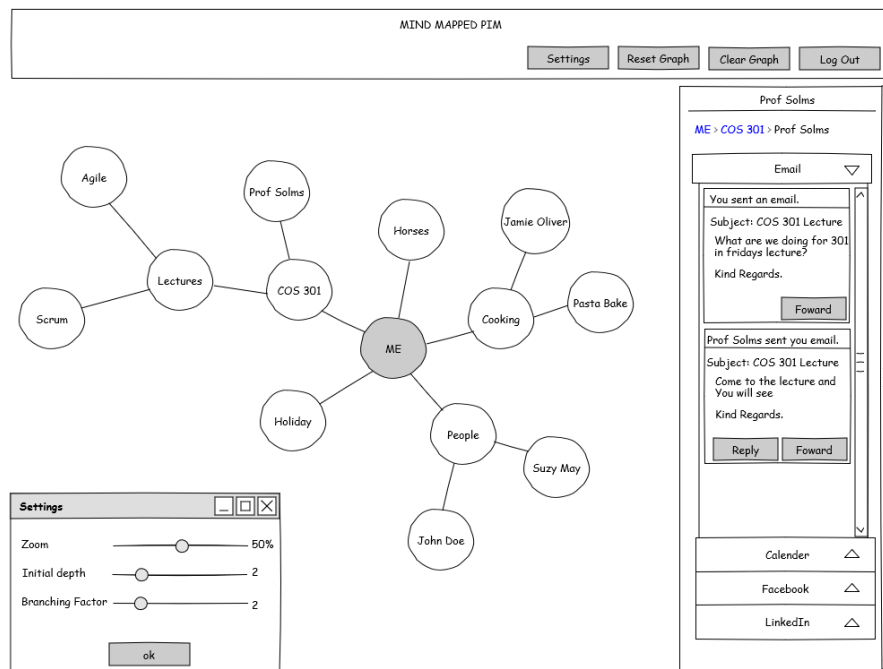 MIND MAPPED PIM
Settings
Reset Graph
Clear Graph
Log Out
Agile
Prof Solms
Horses
Jamie Oliver
Lectures
COS 301
Scrum
Cooking
Pasta Bake
ME
Holiday
People
Suzy May
John Doe
Prof Solms
ME > COS 301 > Prof Solms
Email
You sent an email.
Subject: COS 301 Lecture
What are we doing for 301
in fridays lecture?
Kind Regards.
Foward
Prof Solms sent you email.
Subject: COS 301 Lecture
Come to the lecture and
You will see
Kind Regards.
Reply
Foward
Calender
Facebook
LinkedIn
Settings
Zoom 50%
Initial depth 2
Branching Factor 2
ok